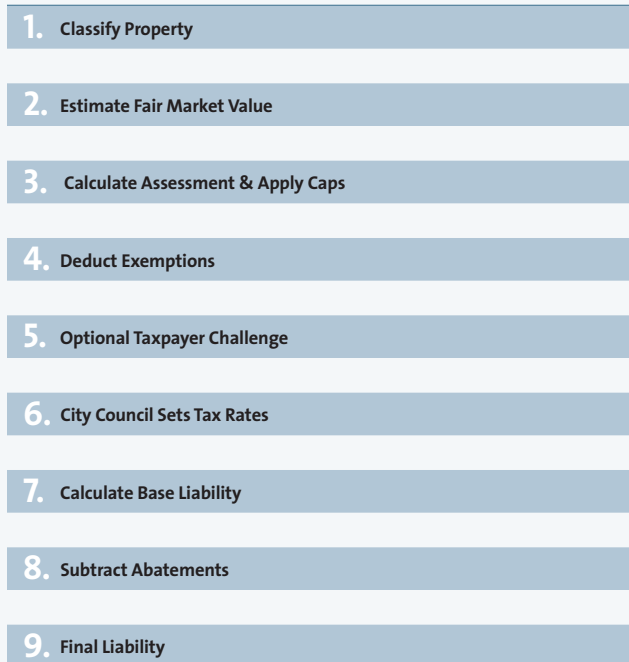 1. Classify Property
2. Estimate Fair Market Value
3. Calculate Assessment & Apply Caps
4. Deduct Exemptions
5. Optional Taxpayer Challenge
6. City Council Sets Tax Rates
7. Calculate Base Liability
8. Subtract Abatements
9. Final Liability